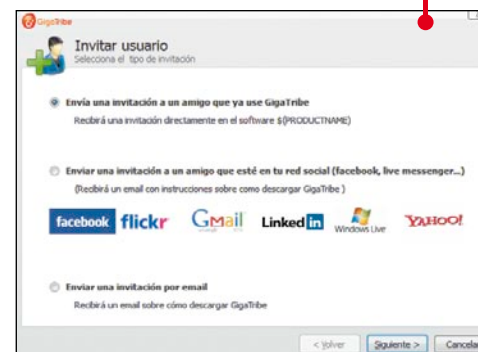 GigaTribe
Invitar usuario
Selecciona el tipo de invitación
Envía una invitación a un amigo que ya use GigaTribe
Recibirá una invitación directamente en el software $(PRODUCTNAME)
Enviar una invitación a un amigo que esté en tu red social (facebook, live messenger...)
(Recibirá un email con instrucciones sobre como descargar GigaTribe )
facebook flickr GMail Linked in Windows Live YAHOO!
Enviar una invitación por email
Recibirá un email sobre cómo descargar GigaTribe
< Volver Siguiente > Cancelar